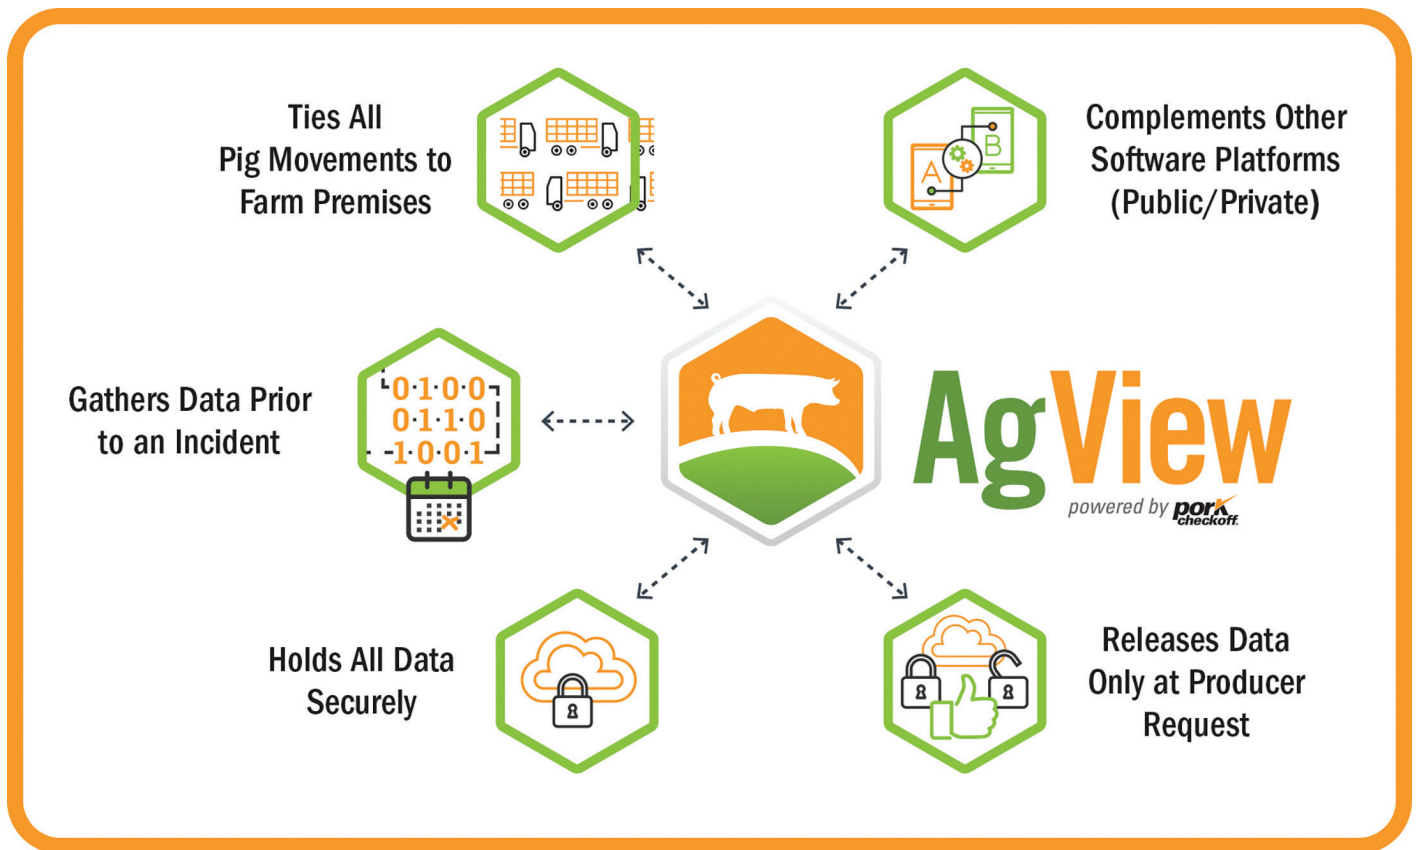 Ties All
Pig Movements to
Farm Premises
Complements Other
Software Platforms
(Public/Private)
A
B
Gathers Data Prior
to an Incident
0·1·0·0
0·1·1·0
1·0·0·1
AgView
powered by pork
checkoff.
Holds All Data
Securely
Releases Data
Only at Producer
Request